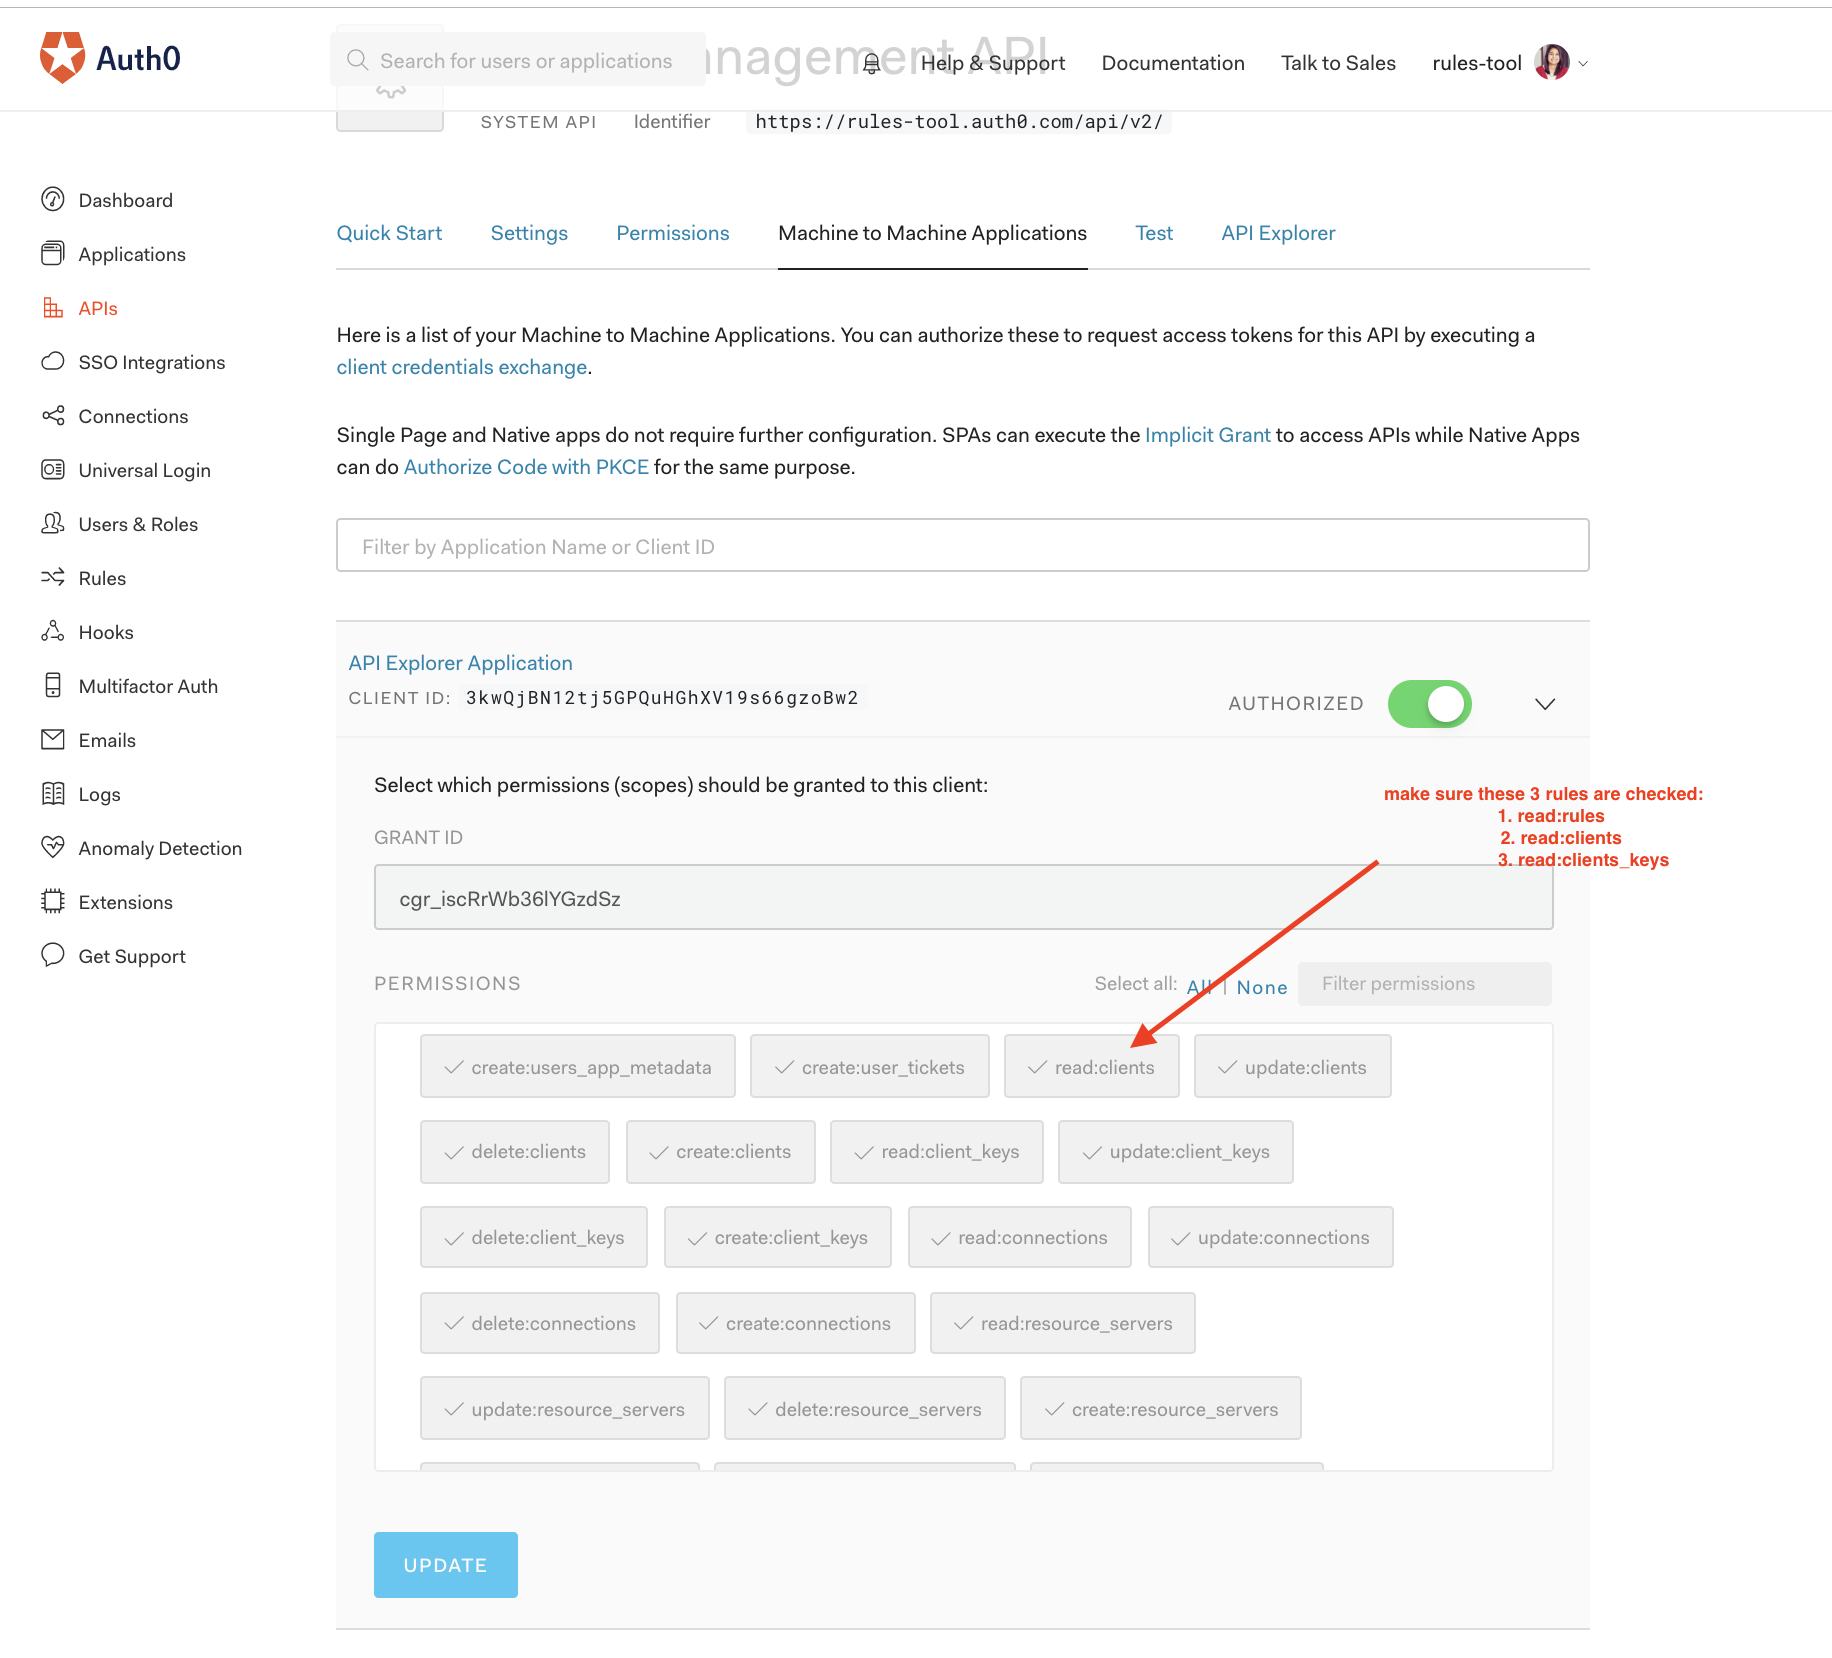 Auth0
Search for users or applications
nagement API
Help & Support
Documentation
Talk to Sales
rules-tool
SYSTEM API
Identifier
https://rules-tool.auth0.com/api/v2/
Dashboard
Applications
APIs
SSO Integrations
Connections
Universal Login
Users & Roles
Rules
Hooks
Multifactor Auth
Emails
Logs
Anomaly Detection
Extensions
Get Support
Quick Start
Settings
Permissions
Machine to Machine Applications
Test
API Explorer
Here is a list of your Machine to Machine Applications. You can authorize these to request access tokens for this API by executing a
client credentials exchange.
Single Page and Native apps do not require further configuration. SPAs can execute the Implicit Grant to access APIs while Native Apps
can do Authorize Code with PKCE for the same purpose.
Filter by Application Name or Client ID
API Explorer Application
CLIENT ID: 3kwQjBN12tj5GPQuHGhXV19s66gzoBw2
AUTHORIZED
Select which permissions (scopes) should be granted to this client:
make sure these 3 rules are checked:
1. read:rules
2. read:clients
3. read:clients_keys
GRANT ID
cgr_iscRrWb36lYGzdSz
PERMISSIONS
Select all: All | None
Filter permissions
create:users_app_metadata
create:user_tickets
read:clients
update:clients
delete:clients
create:clients
read:client_keys
update:client_keys
delete:client_keys
create:client_keys
read:connections
update:connections
delete:connections
create:connections
read:resource_servers
update:resource_servers
delete:resource_servers
create:resource_servers
UPDATE